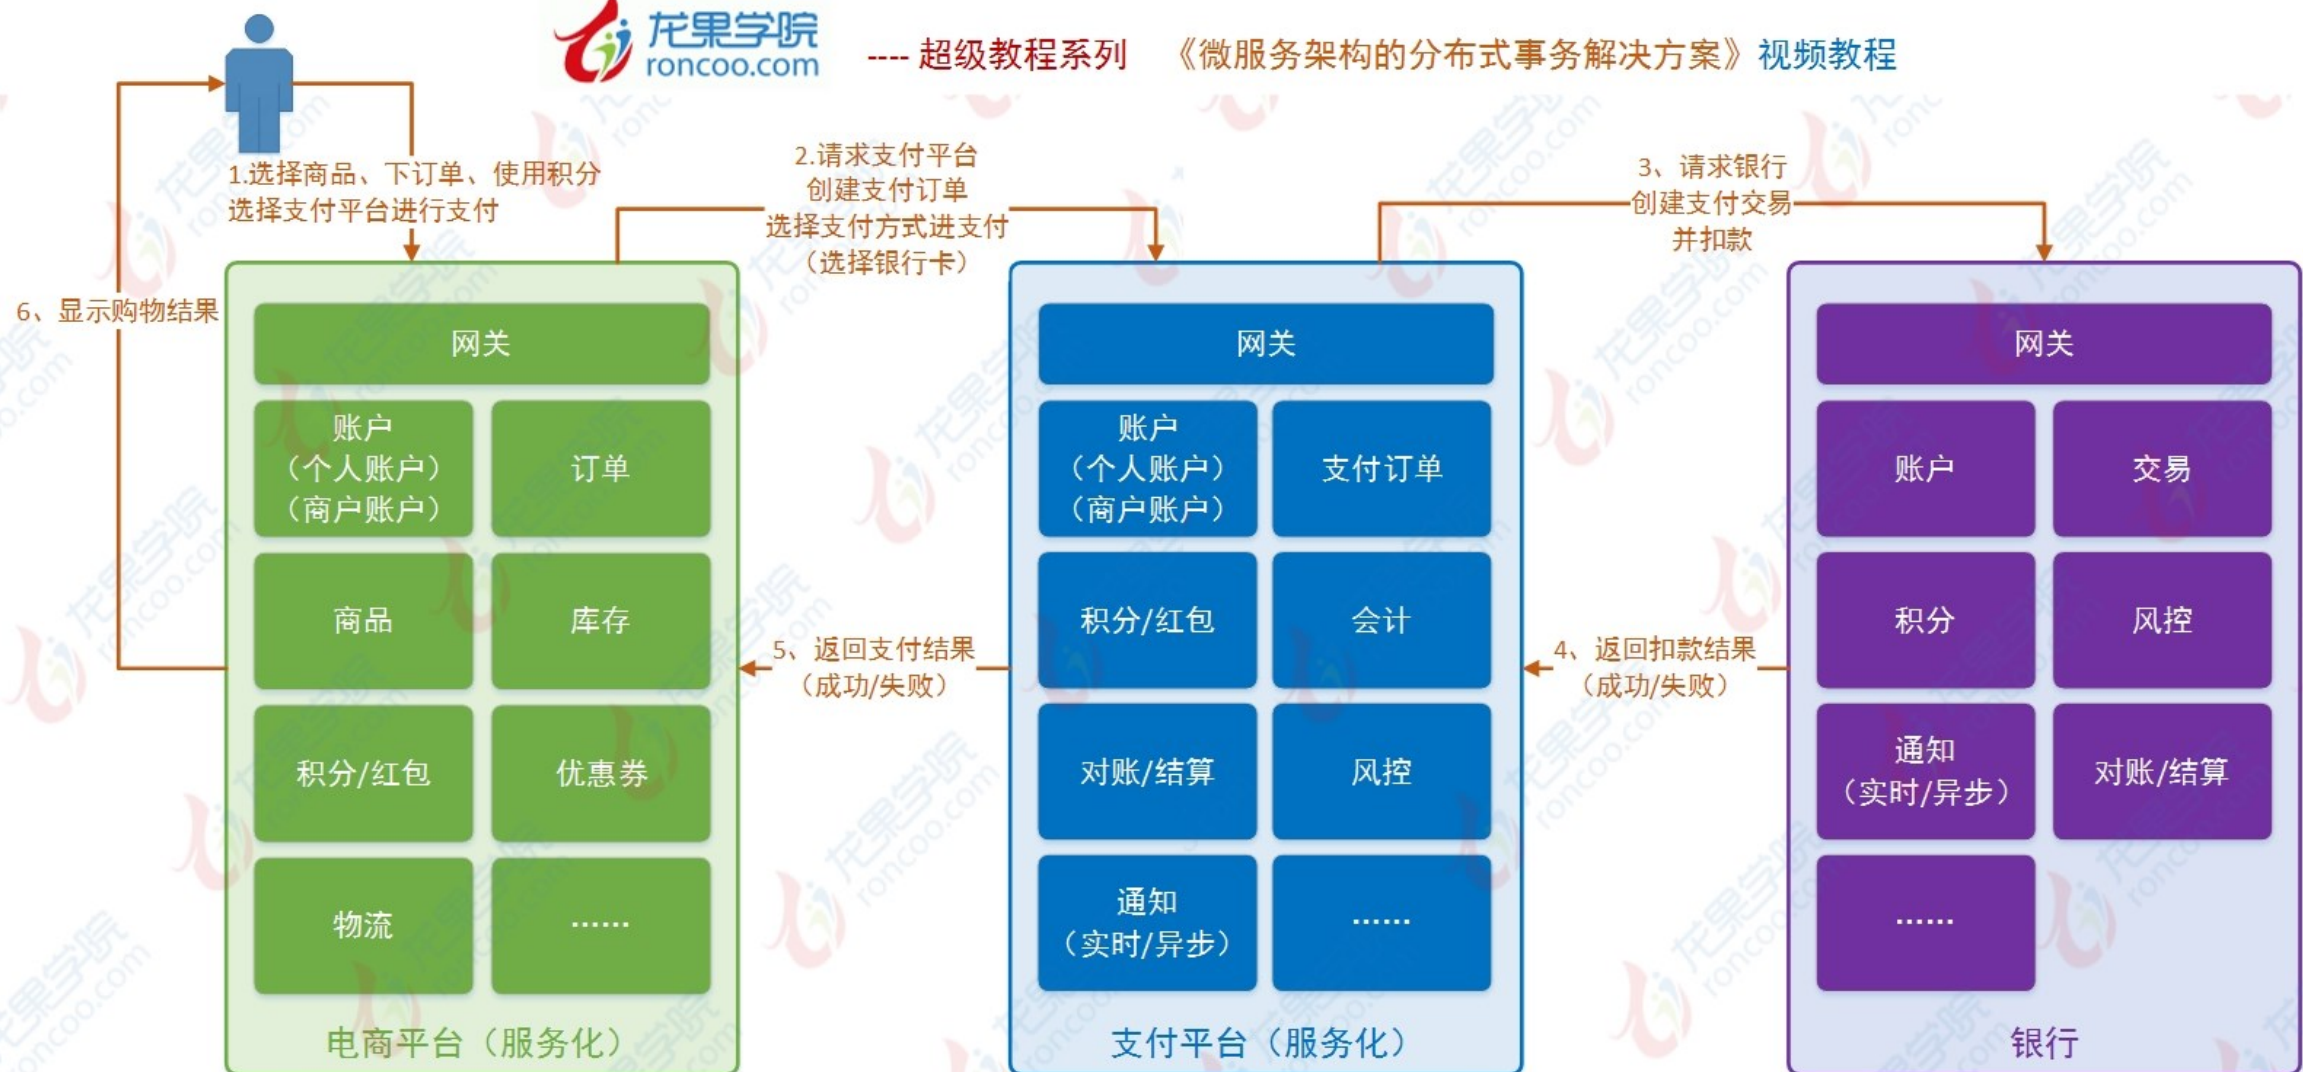 龙果学院
roncoo.com
---- 超级教程系列 《微服务架构的分布式事务解决方案》视频教程
1.选择商品、下订单、使用积分
选择支付平台进行支付
2.请求支付平台
创建支付订单
选择支付方式进支付
（选择银行卡）
3、请求银行
创建支付交易
并扣款
6、显示购物结果
网关
账户
（个人账户）
（商户账户）
订单
商品
库存
积分/红包
优惠券
物流
……
电商平台（服务化）
5、返回支付结果
（成功/失败）
网关
账户
（个人账户）
（商户账户）
支付订单
积分/红包
会计
对账/结算
风控
通知
（实时/异步）
……
支付平台（服务化）
4、返回扣款结果
（成功/失败）
网关
账户
交易
积分
风控
通知
（实时/异步）
对账/结算
……
银行